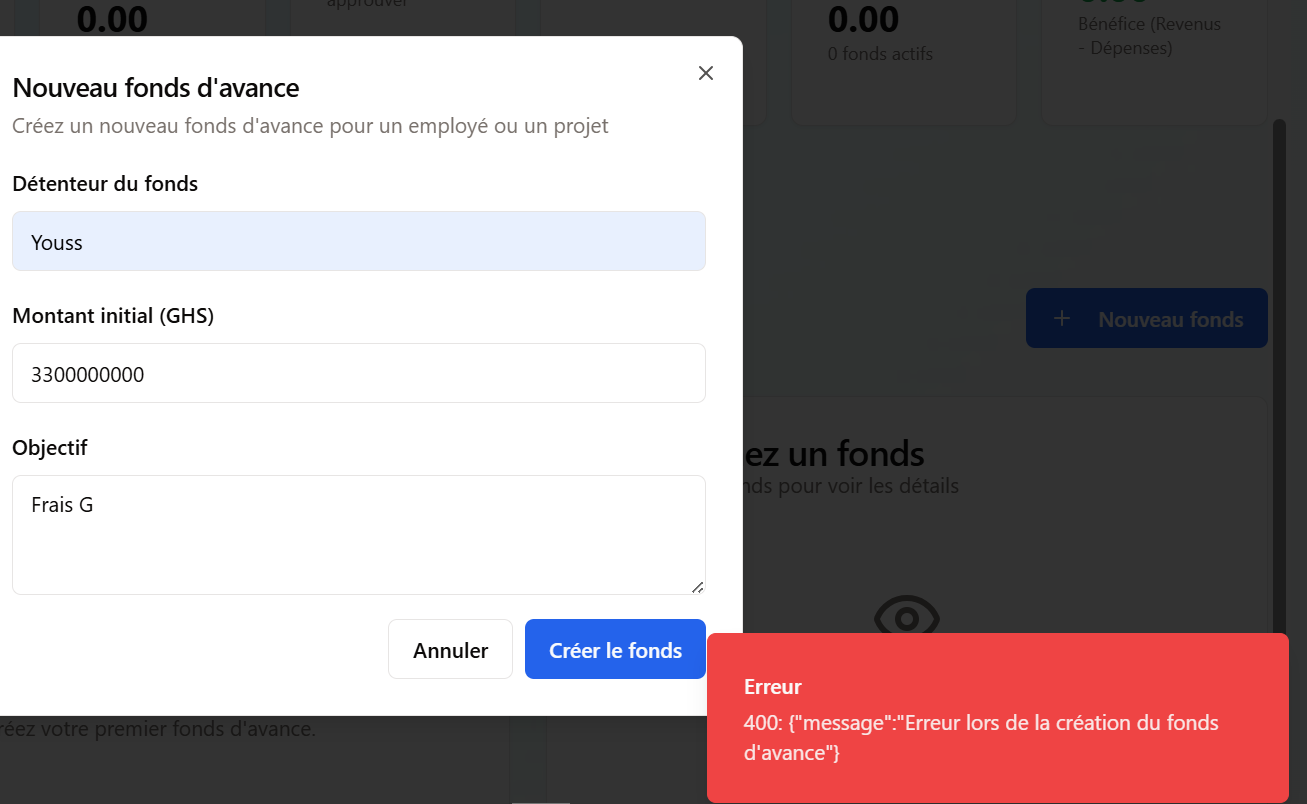 approuver
0.00
0.00
0 fonds actifs
Bénéfice (Revenus
- Dépenses)
Nouveau fonds d'avance
Créez un nouveau fonds d'avance pour un employé ou un projet
Détenteur du fonds
Youss
Montant initial (GHS)
3300000000
Nouveau fonds
Objectif
Frais G
ez un fonds
nds pour voir les détails
Annuler
Créer le fonds
Erreur
400: {"message":"Erreur lors de la création du fonds
d'avance"}
réez votre premier fonds d'avance.